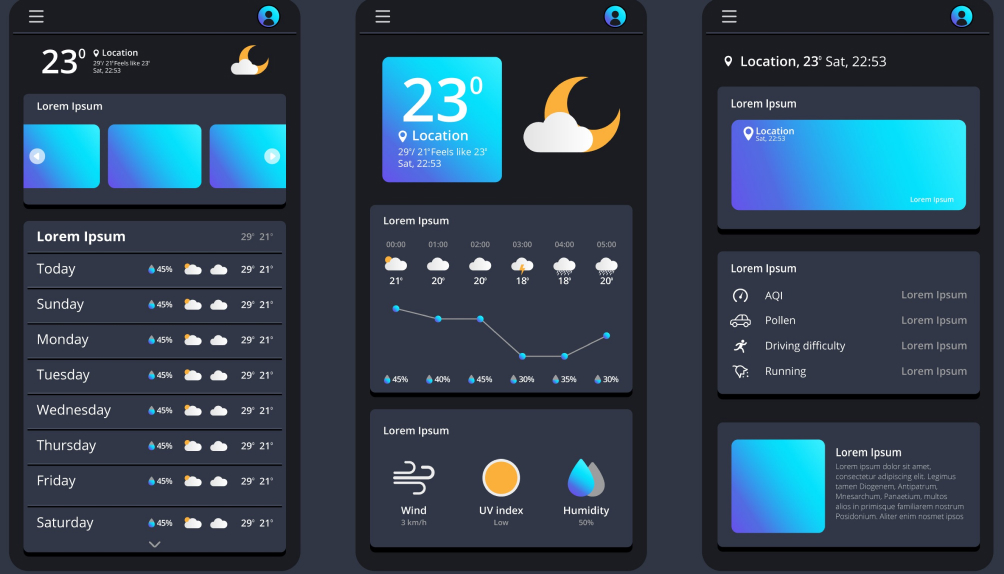 23⁰
Location
29°/ 21°Feels like 23°
Sat, 22:53
Lorem Ipsum
Lorem Ipsum 29° 21°
Today 45% 29° 21°
Sunday 45% 29° 21°
Monday 45% 29° 21°
Tuesday 45% 29° 21°
Wednesday 45% 29° 21°
Thursday 45% 29° 21°
Friday 45% 29° 21°
Saturday 45% 29° 21°
23⁰
Location
29°/ 21°Feels like 23°
Sat, 22:53
Lorem Ipsum
00:00 01:00 02:00 03:00 04:00 05:00
21° 20° 20° 18° 18° 20°
45% 40% 45% 30% 35% 30%
Lorem Ipsum
Wind UV index Humidity
3 km/h Low 50%
Location, 23° Sat, 22:53
Lorem Ipsum
Location
Sat, 22:53
Lorem Ipsum
Lorem Ipsum
AQI Lorem Ipsum
Pollen Lorem Ipsum
Driving difficulty Lorem Ipsum
Running Lorem Ipsum
Lorem Ipsum
Lorem ipsum dolor sit amet,
consectetur adipiscing elit. Legimus
tamen Diogenem, Antipatrum,
Mnesarchum, Panaetium, multos
alios in primisque familiarem nostrum
Posidonium. Aliter enim nosmet ipsos